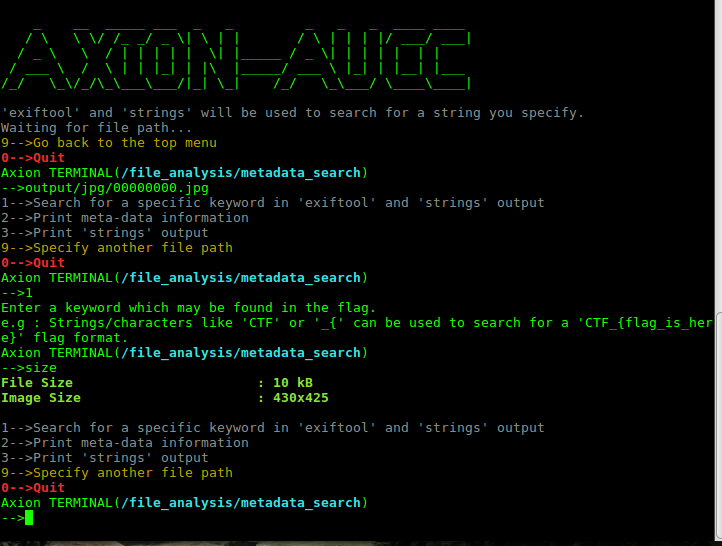 AXION-AUCC
'exiftool' and 'strings' will be used to search for a string you specify.
Waiting for file path...
9-->Go back to the top menu
0-->Quit
Axion TERMINAL(/file_analysis/metadata_search)
-->output/jpg/00000000.jpg
1-->Search for a specific keyword in 'exiftool' and 'strings' output
2-->Print meta-data information
3-->Print 'strings' output
9-->Specify another file path
0-->Quit
Axion TERMINAL(/file_analysis/metadata_search)
-->1
Enter a keyword which may be found in the flag.
e.g : Strings/characters like 'CTF' or '_{' can be used to search for a 'CTF_{flag_is_her
e}' flag format.
Axion TERMINAL(/file_analysis/metadata_search)
-->size
File Size                       : 10 kB
Image Size                      : 430x425
1-->Search for a specific keyword in 'exiftool' and 'strings' output
2-->Print meta-data information
3-->Print 'strings' output
9-->Specify another file path
0-->Quit
Axion TERMINAL(/file_analysis/metadata_search)
-->